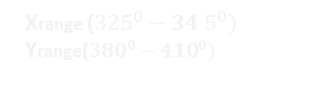 Xrange (325⁰ – 34 5⁰)
Yrange(380⁰ – 410⁰)